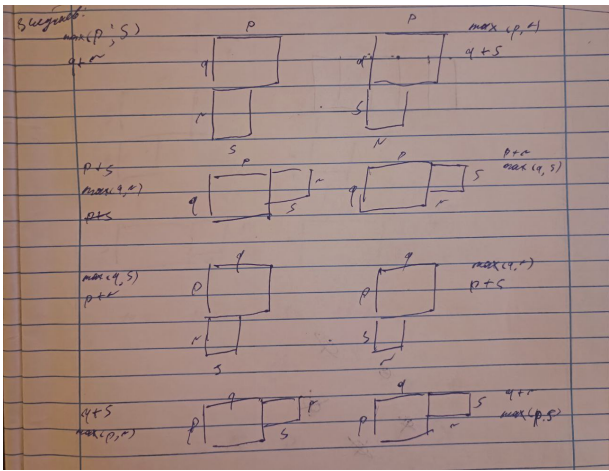 P P
max(p, S) max(p, r)
q+r q q q+S
r S
S r
P+S P P P+r
max(q,r) r S max(q,S)
P+S q S q r
q q
max(q,S) P P max(q,r)
P+r P+S
r S
S r
q q
q+S r S q+r
max(p,r) P S P r max(p,S)